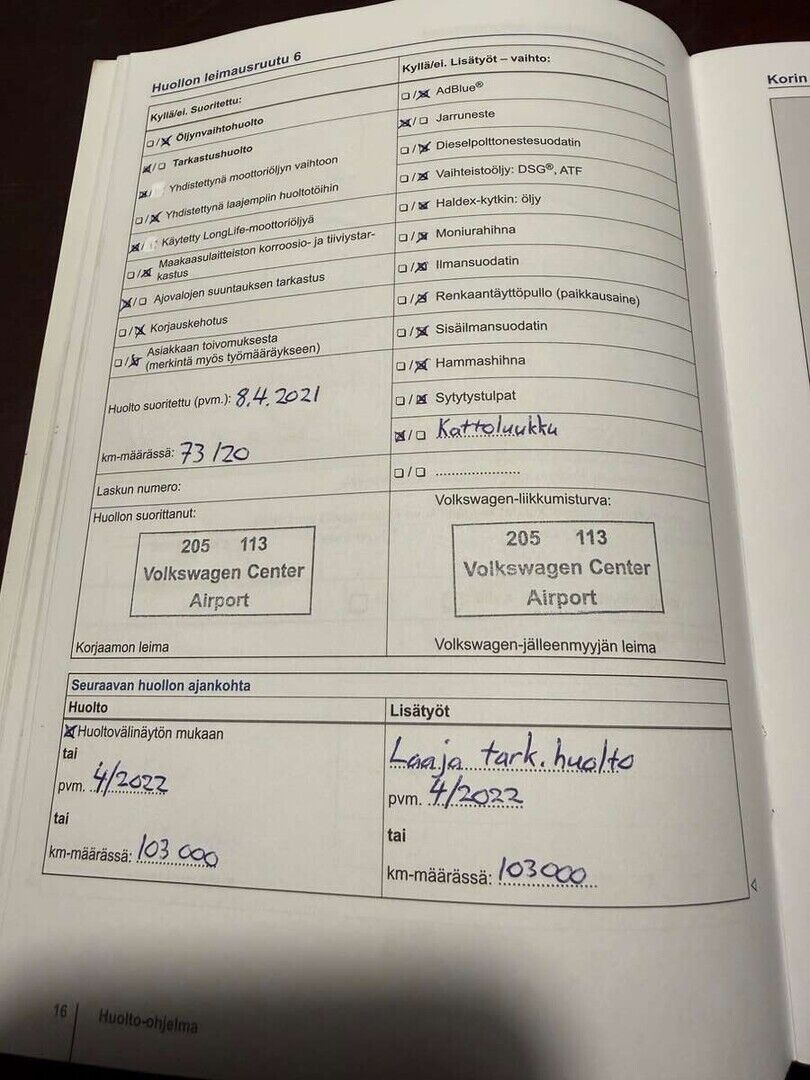 Huollon leimausruutu 6
Kyllä/ei. Suoritettu:
☐/☒ Öljynvaihtohuolto
☒/☐ Tarkastushuolto
☒/ Yhdistettynä moottoriöljyn vaihtoon
☐/☒ Yhdistettynä laajempiin huoltotöihin
☒/ Käytetty LongLife-moottoriöljyä
☐/☒ Maakaasulaitteiston korroosio- ja tiiviystar-
kastus
☒/☐ Ajovalojen suuntauksen tarkastus
☐/☒ Korjauskehotus
☐/☒ Asiakkaan toivomuksesta
(merkintä myös työmääräykseen)
Huolto suoritettu (pvm.): 8.4.2021
km-määrässä: 73120
Laskun numero:
Huollon suorittanut:
205 113
Volkswagen Center
Airport
Korjaamon leima
Kyllä/ei. Lisätyöt – vaihto:
☐/☒ AdBlue®
☒/☐ Jarruneste
☐/☒ Dieselpolttonestesuodatin
☐/☒ Vaihteistoöljy: DSG®, ATF
☐/☒ Haldex-kytkin: öljy
☐/☒ Moniurahihna
☐/☒ Ilmansuodatin
☐/☒ Renkaantäyttöpullo (paikkausaine)
☐/☒ Sisäilmansuodatin
☐/☒ Hammashihna
☐/☒ Sytytystulpat
☒/☐ Kattoluukku
☐/☐ .....................
Volkswagen-liikkumisturva:
205 113
Volkswagen Center
Airport
Volkswagen-jälleenmyyjän leima
Seuraavan huollon ajankohta
Huolto
☒ Huoltovälinäytön mukaan
tai
pvm. 4/2022
tai
km-määrässä: 103 000
Lisätyöt
Laaja tark. huolto
pvm. 4/2022
tai
km-määrässä: 103000
16 Huolto-ohjelma
Korin